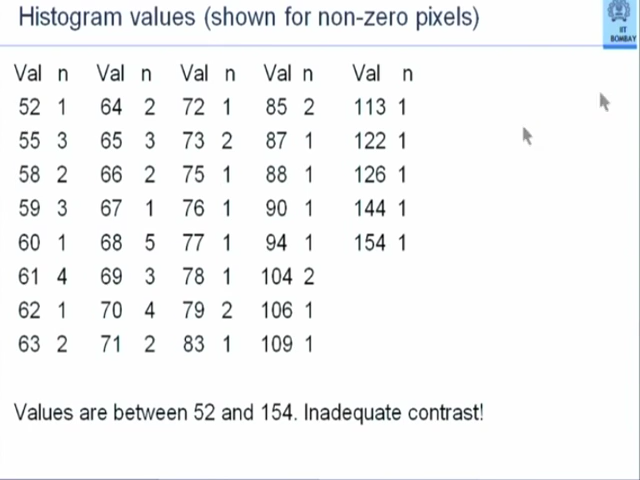 Histogram values (shown for non-zero pixels)
IIT
BOMBAY
Val n Val n Val n Val n Val n
52 1 64 2 72 1 85 2 113 1
55 3 65 3 73 2 87 1 122 1
58 2 66 2 75 1 88 1 126 1
59 3 67 1 76 1 90 1 144 1
60 1 68 5 77 1 94 1 154 1
61 4 69 3 78 1 104 2
62 1 70 4 79 2 106 1
63 2 71 2 83 1 109 1
Values are between 52 and 154. Inadequate contrast!